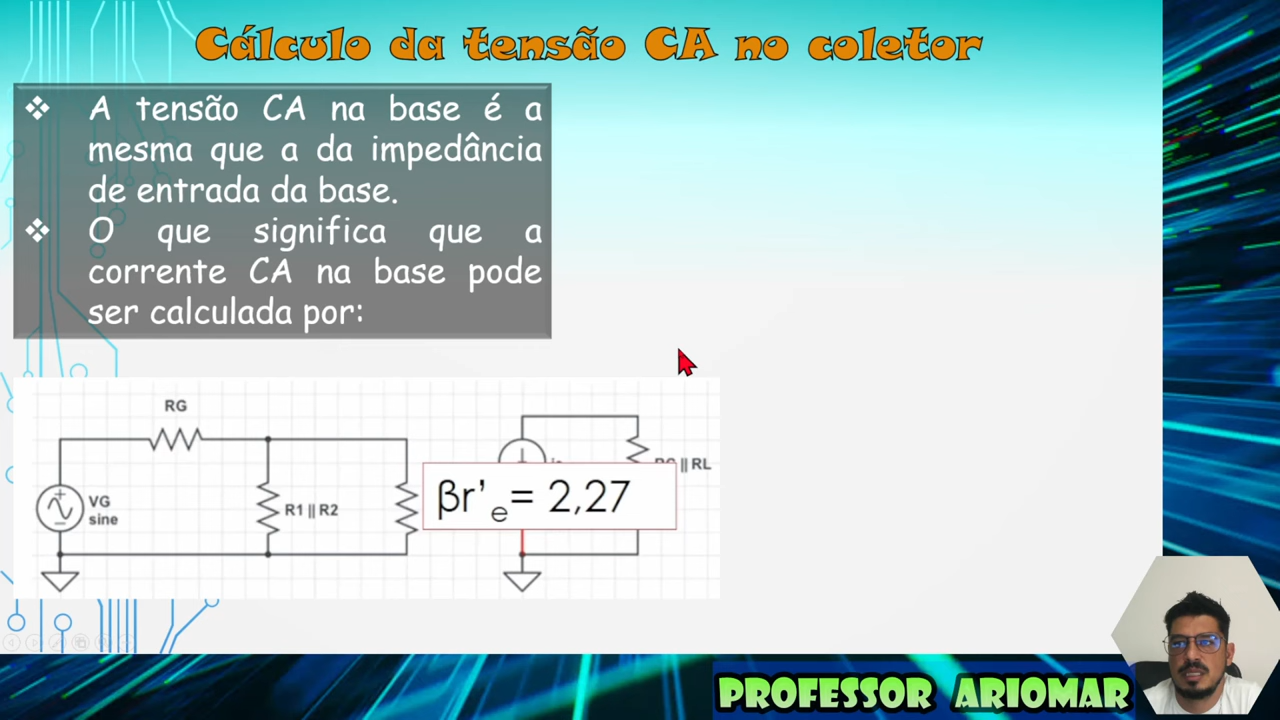 Cálculo da tensão CA no coletor
❖ A tensão CA na base é a
mesma que a da impedância
de entrada da base.
❖ O que significa que a
corrente CA na base pode
ser calculada por:
RG
VG
sine
R1 || R2
|| RL
βr’e= 2,27
PROFESSOR ARIOMAR